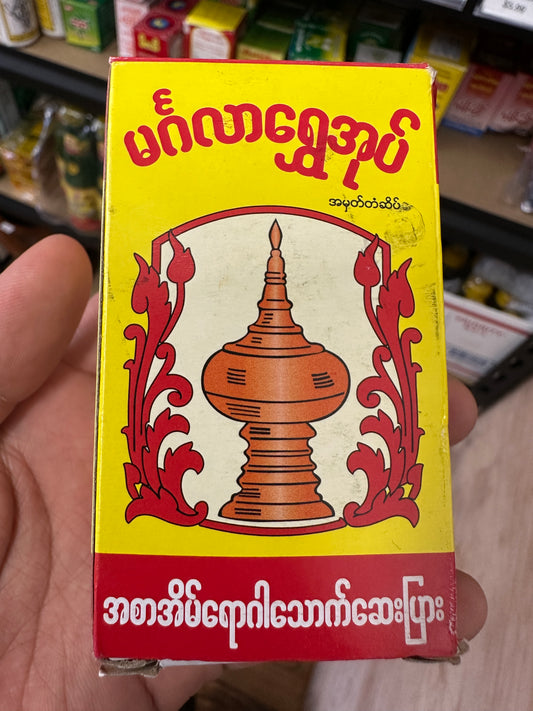 မင်္ဂလာရွှေအုပ်
အမှတ်တံဆိပ်
အစာအိမ်ရောဂါသောက်ဆေးပြား